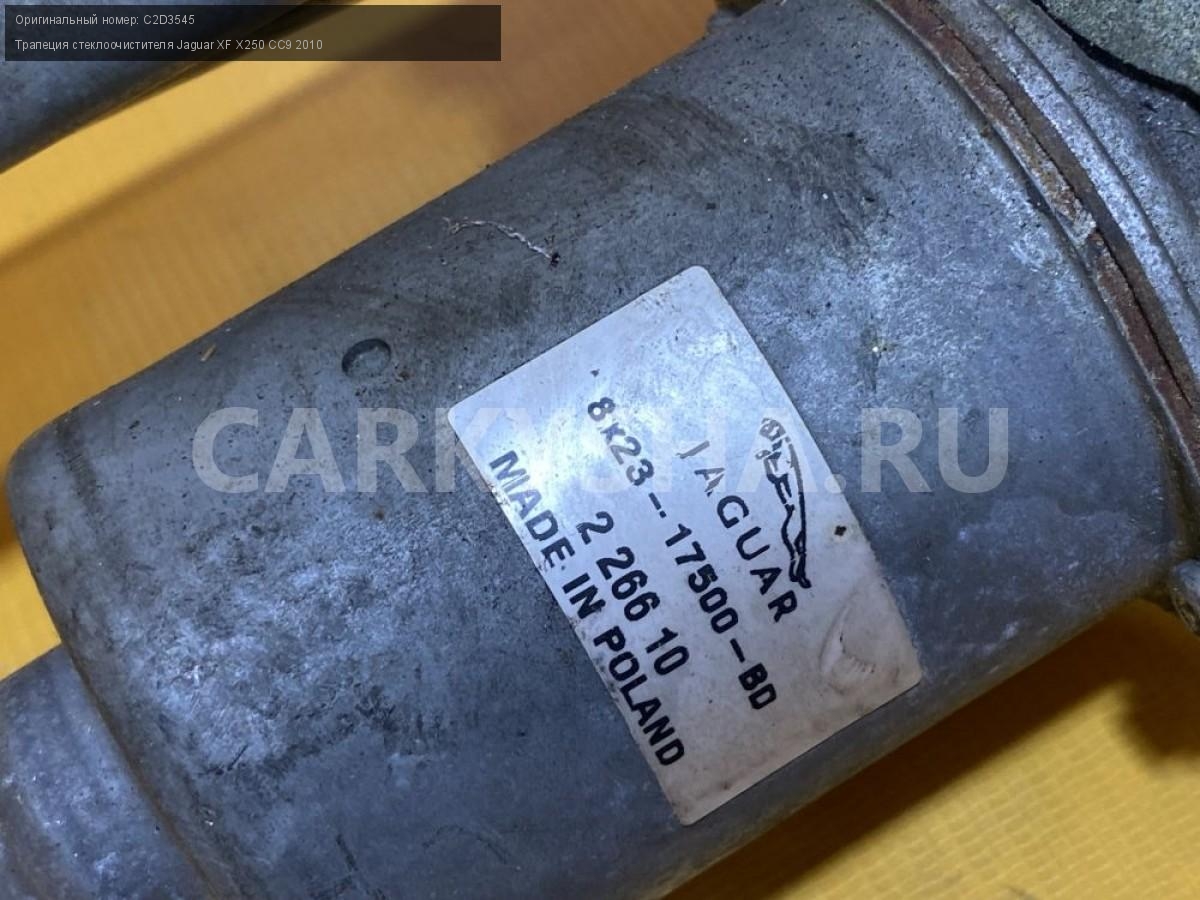 Оригинальный номер: C2D3545
Трапеция стеклоочистителя Jaguar XF X250 CC9 2010
CARKYSHA.RU
JAGUAR
8x23-17500-BD
2 266 10
MADE IN POLAND